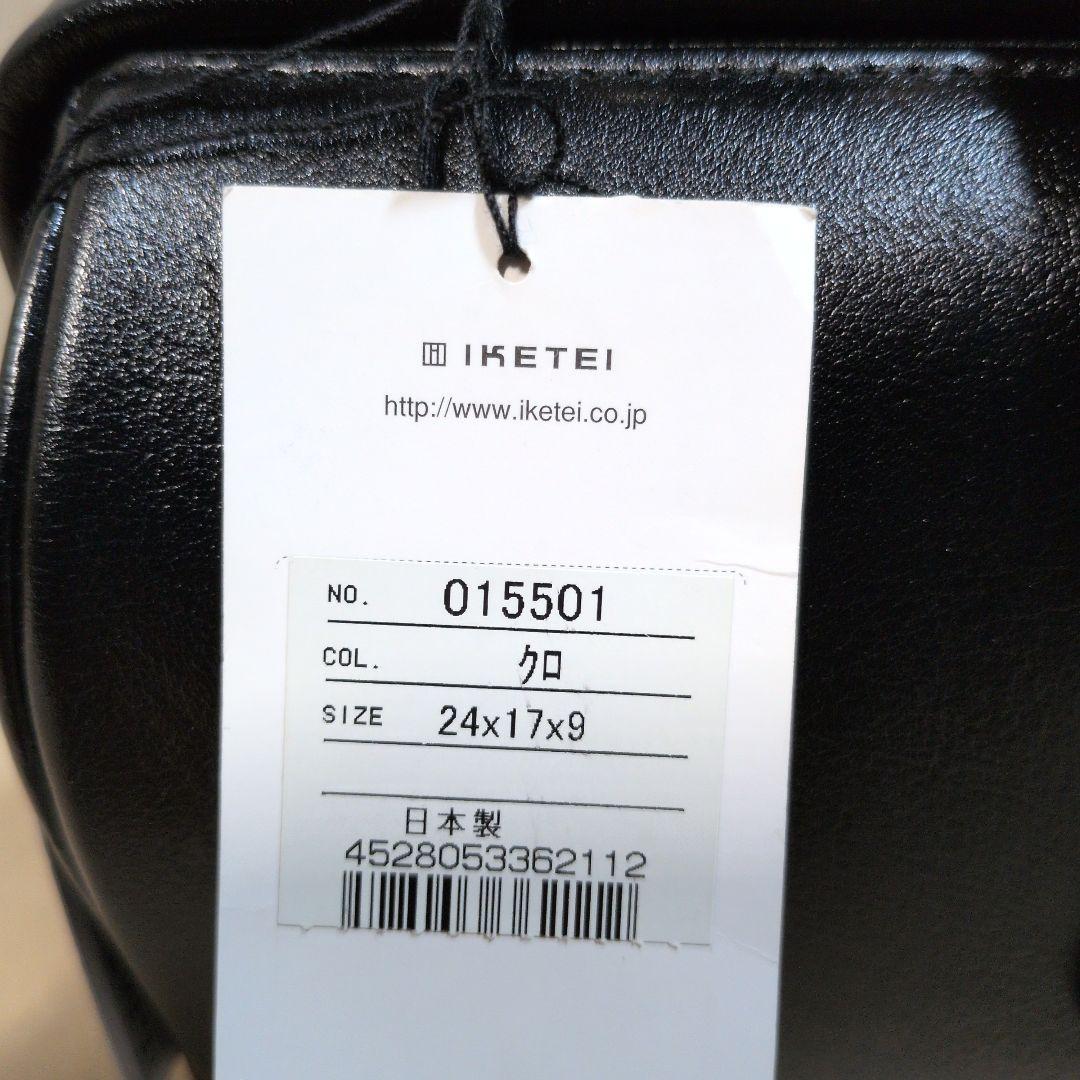 IKETEI
http://www.iketei.co.jp
NO. 015501
COL. クロ
SIZE 24x17x9
日本製
4528053362112